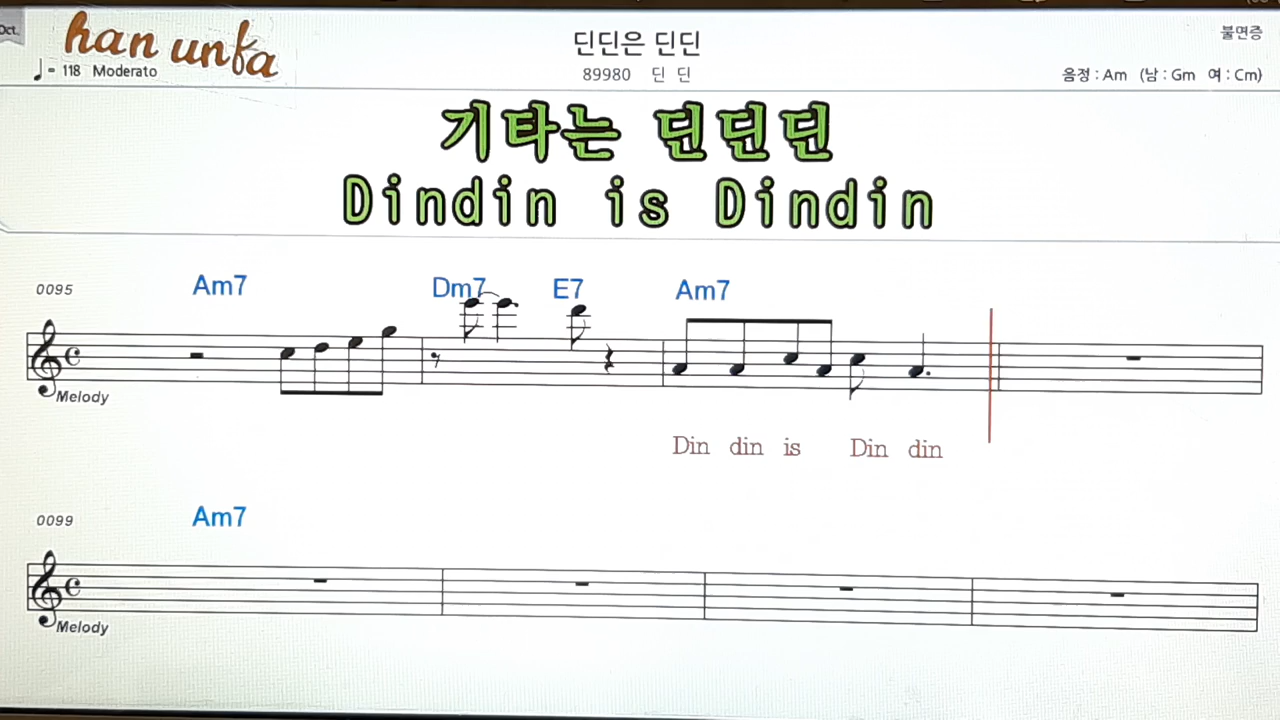 Oct.
han unfa
딘딘은 딘딘
불면증
♩= 118 Moderato
89980 딘 딘
음정 : Am (남 : Gm 여 : Cm)
기타는 딘딘딘
Dindin is Dindin
0095
Am7 Dm7 E7 Am7
Melody
Din din is Din din
0099
Am7
Melody